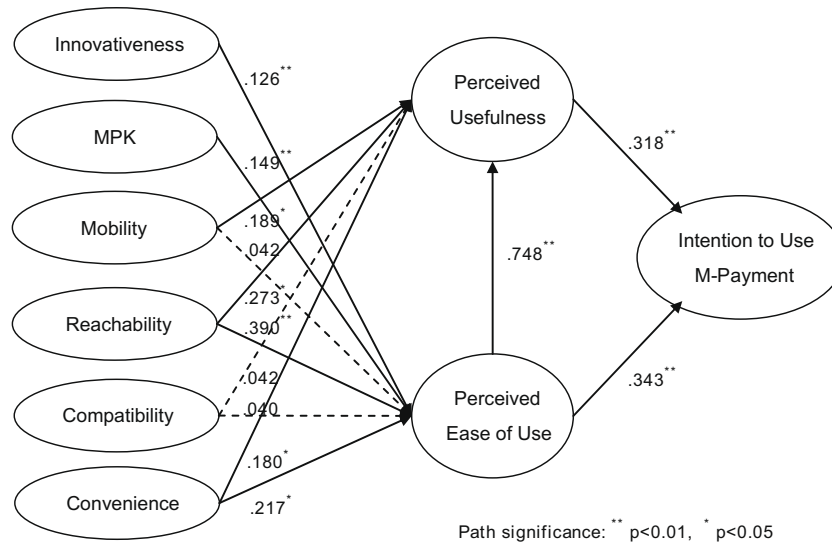 Innovativeness
MPK
Mobility
Reachability
Compatibility
Convenience
.126**
.149**
.189*
.042
.273*
.390**
.042
.040
.180*
.217*
Perceived
Usefulness
.748**
Perceived
Ease of Use
.318**
.343**
Intention to Use
M-Payment
Path significance: ** p<0.01, * p<0.05